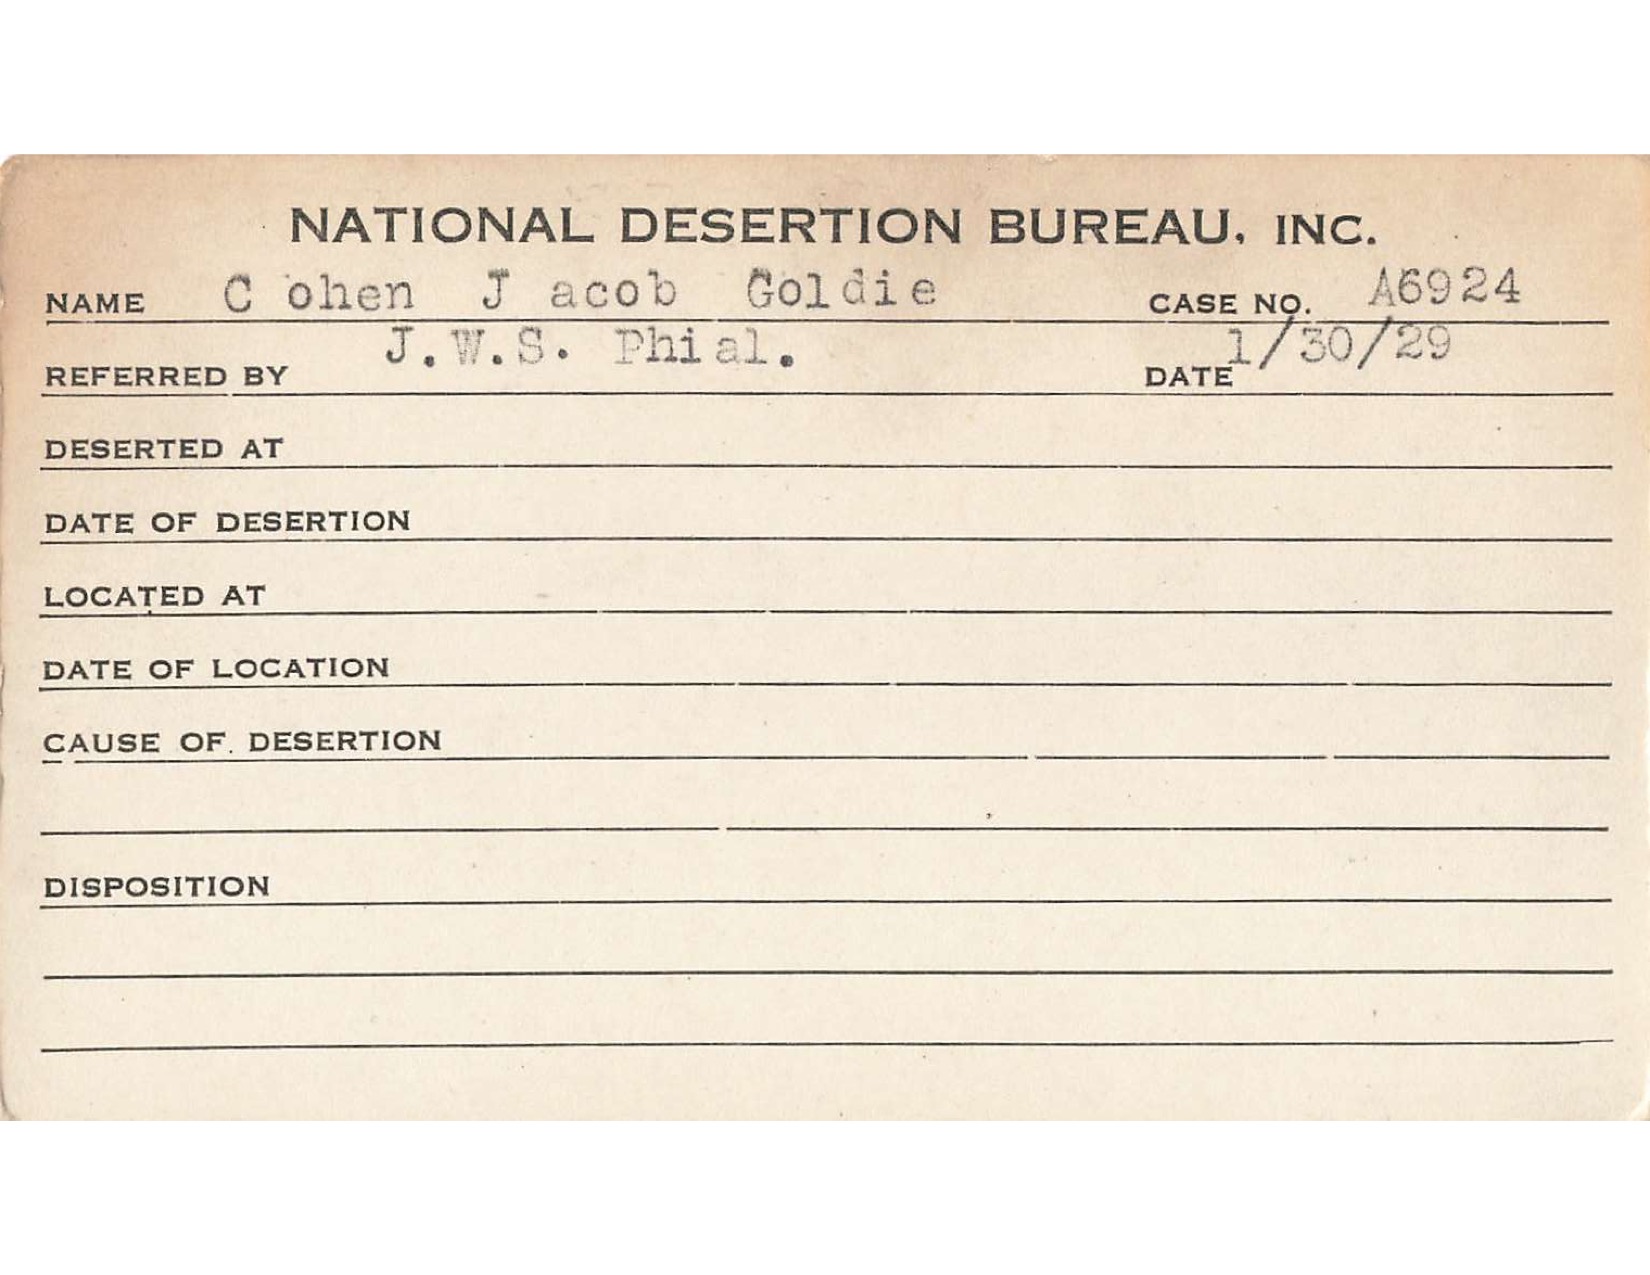 NATIONAL DESERTION BUREAU, INC.
NAME C ohen J acob Goldie CASE NO. A6924
REFERRED BY J.W.S. Phial. DATE 1/30/29
DESERTED AT
DATE OF DESERTION
LOCATED AT
DATE OF LOCATION
CAUSE OF DESERTION
DISPOSITION